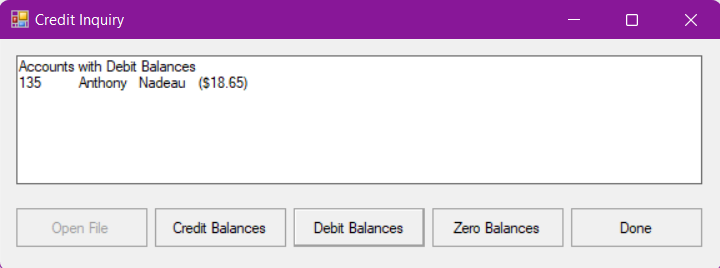 Credit Inquiry
Accounts with Debit Balances
135 Anthony Nadeau ($18.65)
Open File Credit Balances Debit Balances Zero Balances Done